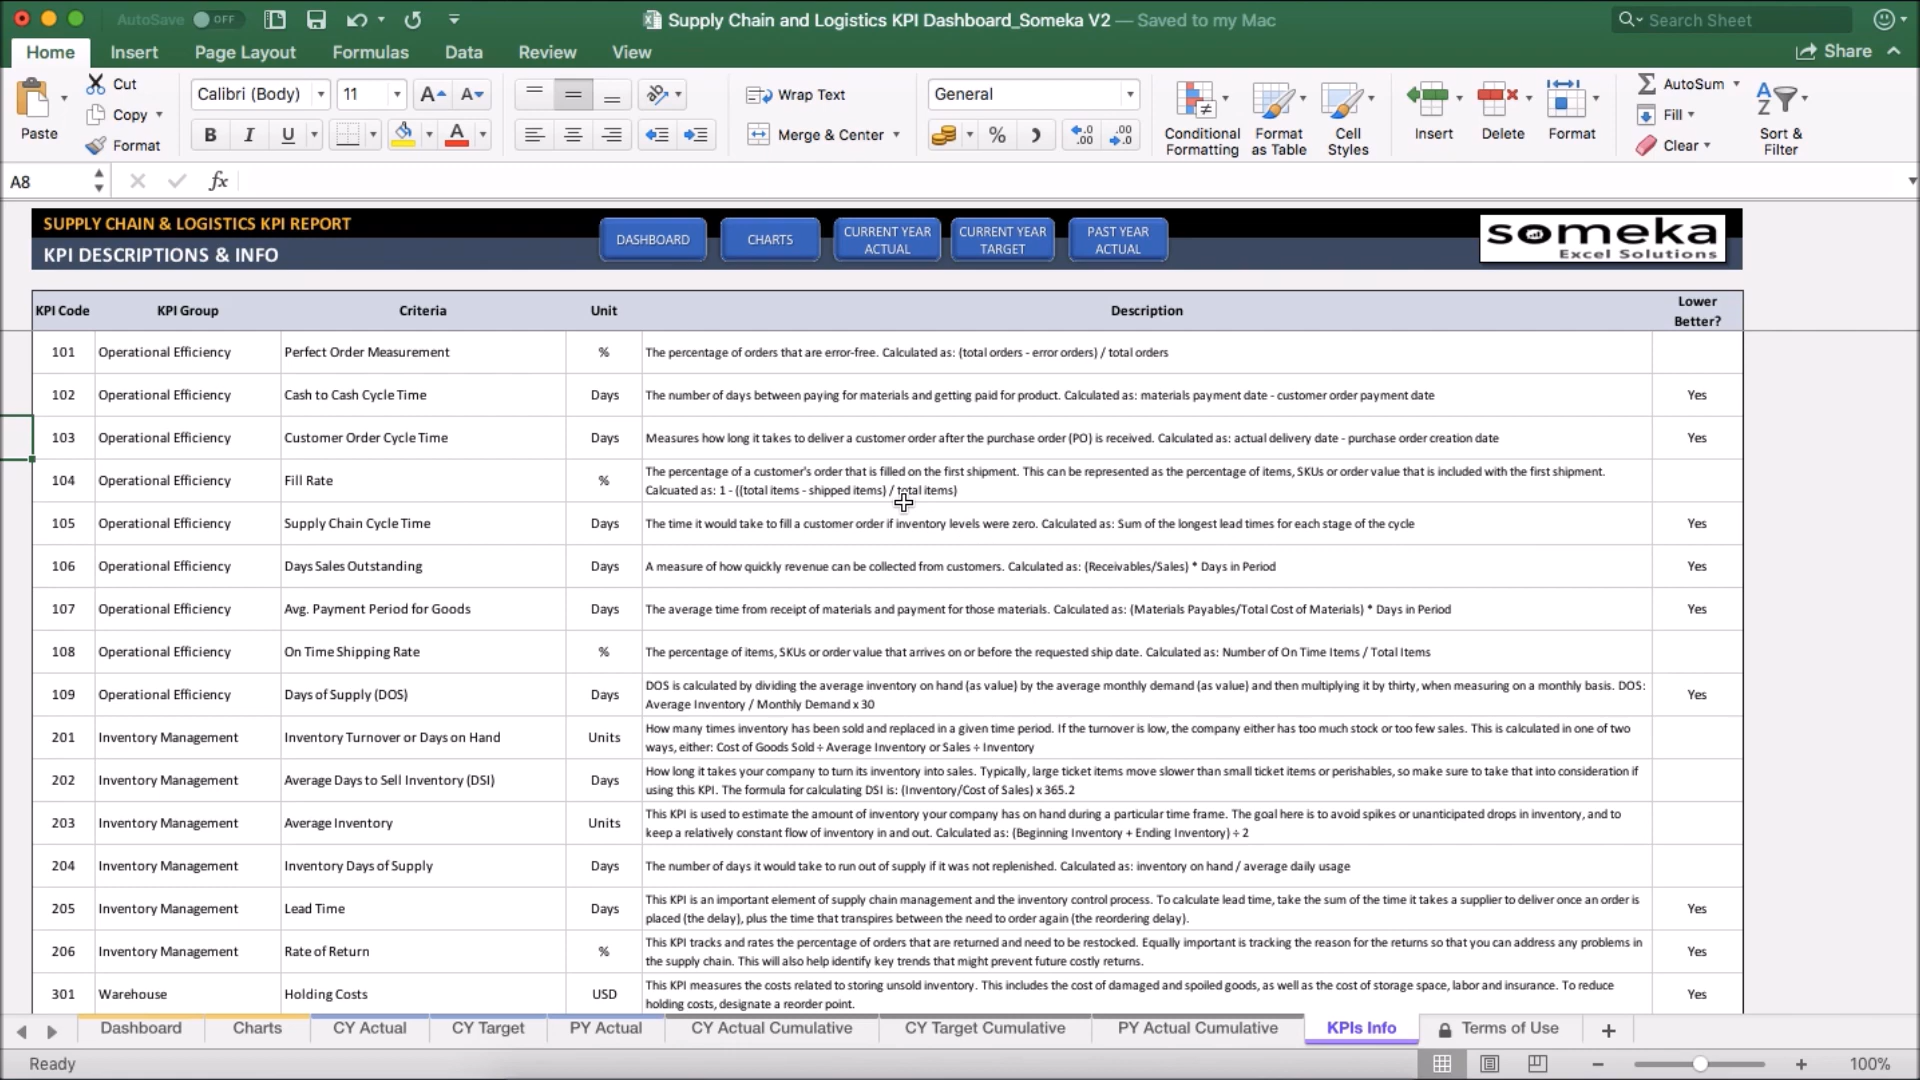 AutoSave OFF
Supply Chain and Logistics KPI Dashboard_Someka V2 — Saved to my Mac
Search Sheet
Home Insert Page Layout Formulas Data Review View
Share
Paste
Cut
Copy
Format
Calibri (Body) 11
B I U
Wrap Text
Merge & Center
General
Conditional Formatting
Format as Table
Cell Styles
Insert
Delete
Format
AutoSum
Fill
Clear
Sort & Filter
A8
fx
SUPPLY CHAIN & LOGISTICS KPI REPORT
KPI DESCRIPTIONS & INFO
DASHBOARD
CHARTS
CURRENT YEAR ACTUAL
CURRENT YEAR TARGET
PAST YEAR ACTUAL
someka
Excel Solutions
KPI Code KPI Group Criteria Unit Description Lower Better?
101 Operational Efficiency Perfect Order Measurement % The percentage of orders that are error-free. Calculated as: (total orders - error orders) / total orders
102 Operational Efficiency Cash to Cash Cycle Time Days The number of days between paying for materials and getting paid for product. Calculated as: materials payment date - customer order payment date Yes
103 Operational Efficiency Customer Order Cycle Time Days Measures how long it takes to deliver a customer order after the purchase order (PO) is received. Calculated as: actual delivery date - purchase order creation date Yes
104 Operational Efficiency Fill Rate % The percentage of a customer's order that is filled on the first shipment. This can be represented as the percentage of items, SKUs or order value that is included with the first shipment.
Calcuated as: 1 - ((total items - shipped items) / total items)
105 Operational Efficiency Supply Chain Cycle Time Days The time it would take to fill a customer order if inventory levels were zero. Calculated as: Sum of the longest lead times for each stage of the cycle Yes
106 Operational Efficiency Days Sales Outstanding Days A measure of how quickly revenue can be collected from customers. Calculated as: (Receivables/Sales) * Days in Period Yes
107 Operational Efficiency Avg. Payment Period for Goods Days The average time from receipt of materials and payment for those materials. Calculated as: (Materials Payables/Total Cost of Materials) * Days in Period Yes
108 Operational Efficiency On Time Shipping Rate % The percentage of items, SKUs or order value that arrives on or before the requested ship date. Calculated as: Number of On Time Items / Total Items
109 Operational Efficiency Days of Supply (DOS) Days DOS is calculated by dividing the average inventory on hand (as value) by the average monthly demand (as value) and then multiplying it by thirty, when measuring on a monthly basis. DOS:
Average Inventory / Monthly Demand x 30 Yes
201 Inventory Management Inventory Turnover or Days on Hand Units How many times inventory has been sold and replaced in a given time period. If the turnover is low, the company either has too much stock or too few sales. This is calculated in one of two
ways, either: Cost of Goods Sold ÷ Average Inventory or Sales ÷ Inventory
202 Inventory Management Average Days to Sell Inventory (DSI) Days How long it takes your company to turn its inventory into sales. Typically, large ticket items move slower than small ticket items or perishables, so make sure to take that into consideration if
using this KPI. The formula for calculating DSI is: (Inventory/Cost of Sales) x 365.2
203 Inventory Management Average Inventory Units This KPI is used to estimate the amount of inventory your company has on hand during a particular time frame. The goal here is to avoid spikes or unanticipated drops in inventory, and to
keep a relatively constant flow of inventory in and out. Calculated as: (Beginning Inventory + Ending Inventory) ÷ 2
204 Inventory Management Inventory Days of Supply Days The number of days it would take to run out of supply if it was not replenished. Calculated as: inventory on hand / average daily usage
205 Inventory Management Lead Time Days This KPI is an important element of supply chain management and the inventory control process. To calculate lead time, take the sum of the time it takes a supplier to deliver once an order is
placed (the delay), plus the time that transpires between the need to order again (the reordering delay). Yes
206 Inventory Management Rate of Return % This KPI tracks and rates the percentage of orders that are returned and need to be restocked. Equally important is tracking the reason for the returns so that you can address any problems in
the supply chain. This will also help identify key trends that might prevent future costly returns. Yes
301 Warehouse Holding Costs USD This KPI measures the costs related to storing unsold inventory. This includes the cost of damaged and spoiled goods, as well as the cost of storage space, labor and insurance. To reduce
holding costs, designate a reorder point. Yes
Dashboard Charts CY Actual CY Target PY Actual CY Actual Cumulative CY Target Cumulative PY Actual Cumulative KPIs Info Terms of Use
Ready
100%